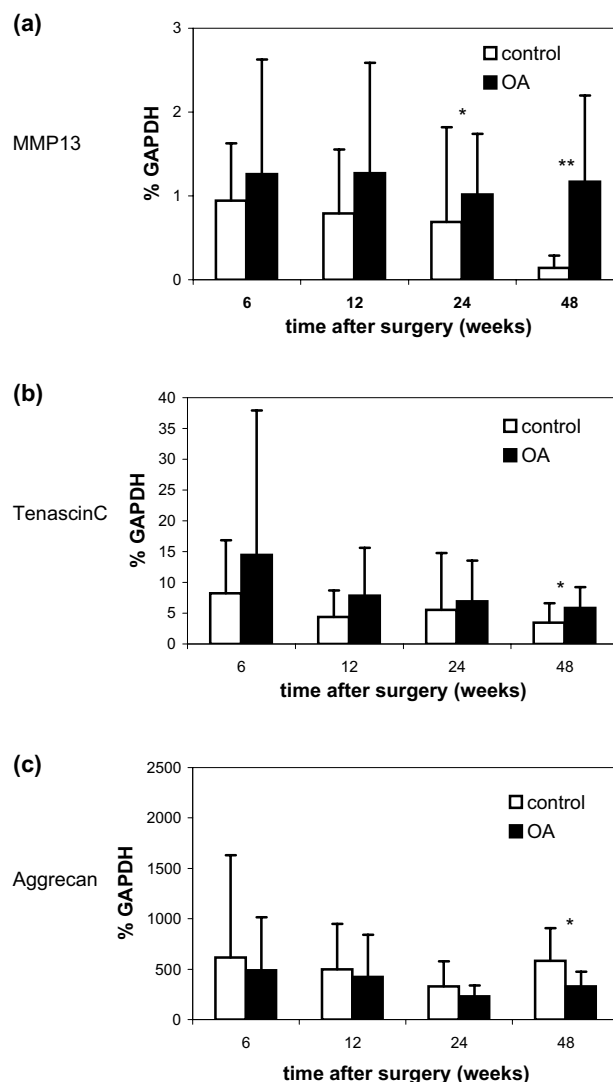 (a)
MMP13
% GAPDH
3
2
1
0
control
OA
*
**
6 12 24 48
time after surgery (weeks)
(b)
TenascinC
% GAPDH
40
35
30
25
20
15
10
5
0
control
OA
*
6 12 24 48
time after surgery (weeks)
(c)
Aggrecan
% GAPDH
2500
2000
1500
1000
500
0
control
OA
*
6 12 24 48
time after surgery (weeks)